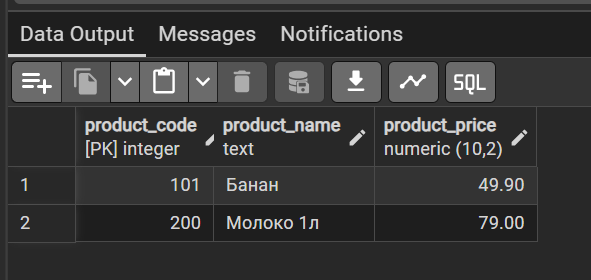 Data Output Messages Notifications
SQL
product_code product_name product_price
[PK] integer text numeric (10,2)
1 101 Банан 49.90
2 200 Молоко 1л 79.00